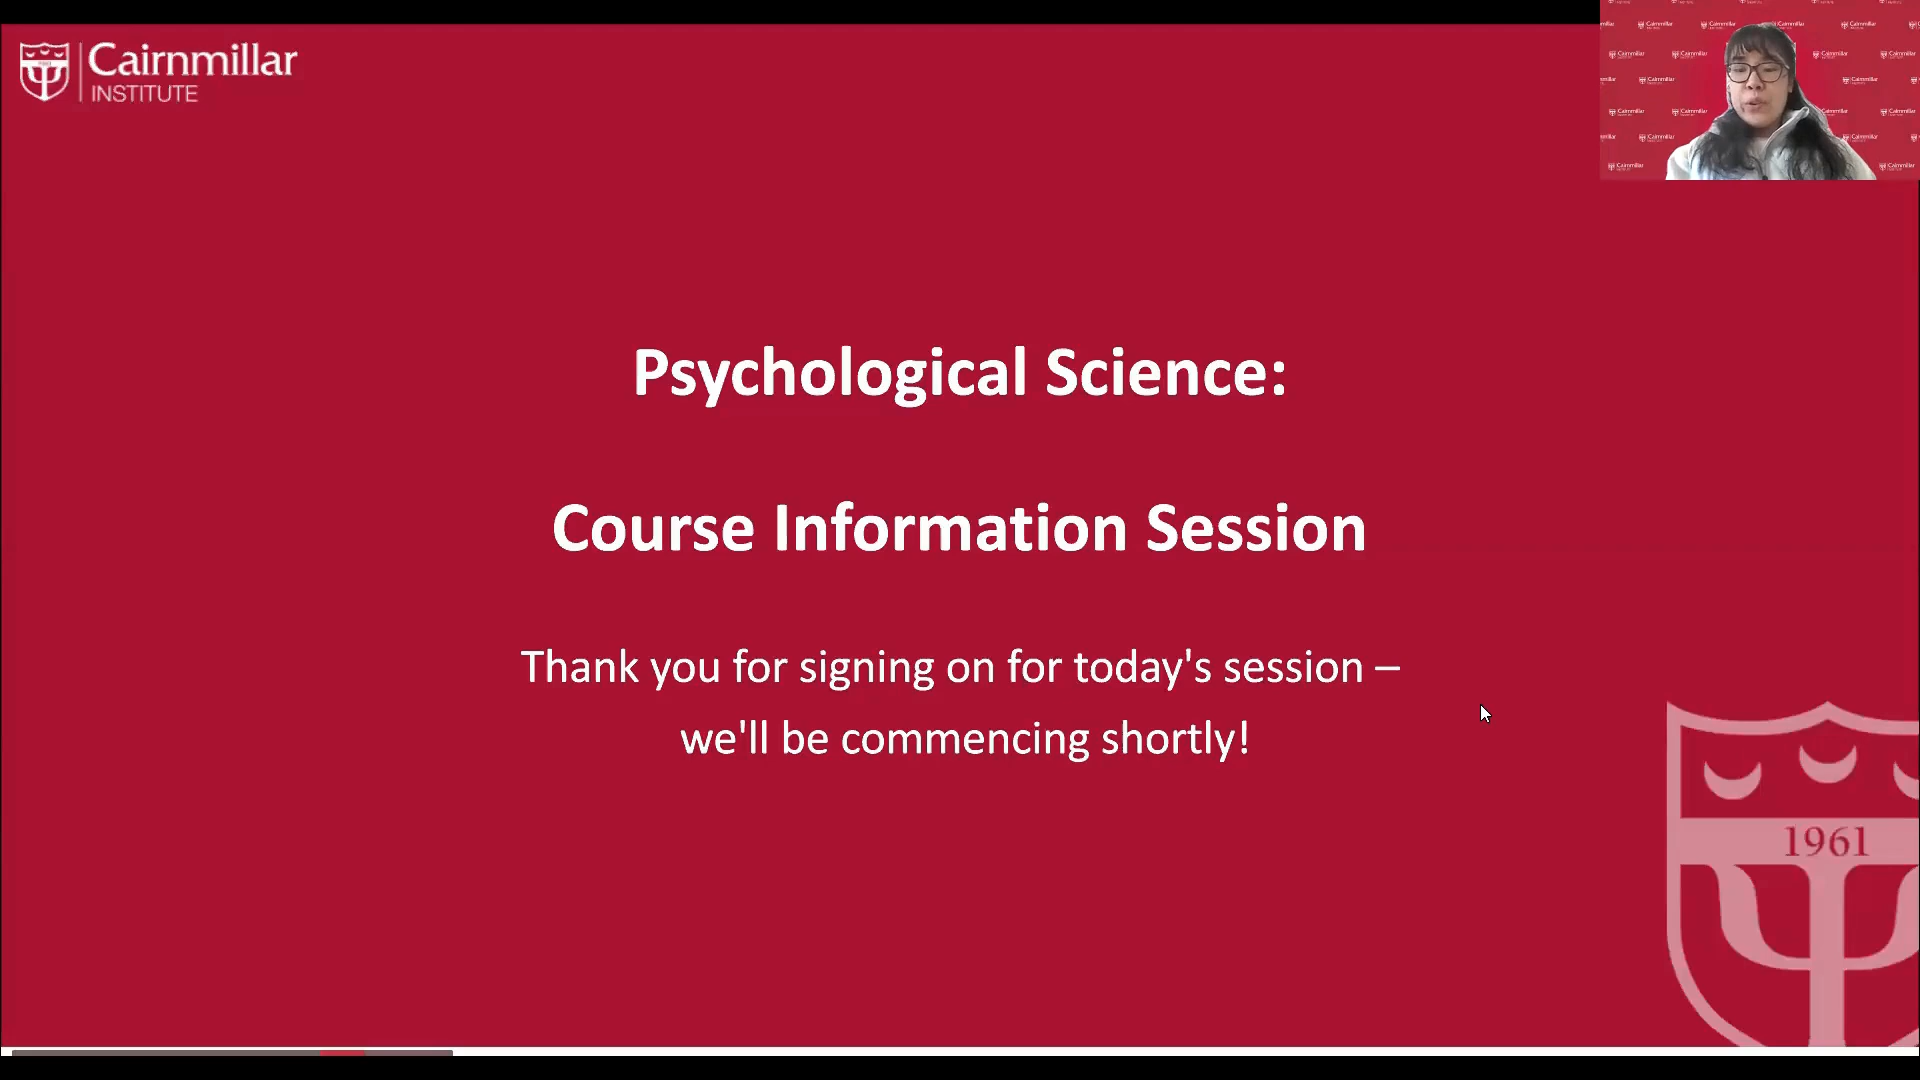 Cairnmillar
INSTITUTE
Psychological Science:
Course Information Session
Thank you for signing on for today's session –
we'll be commencing shortly!
1961